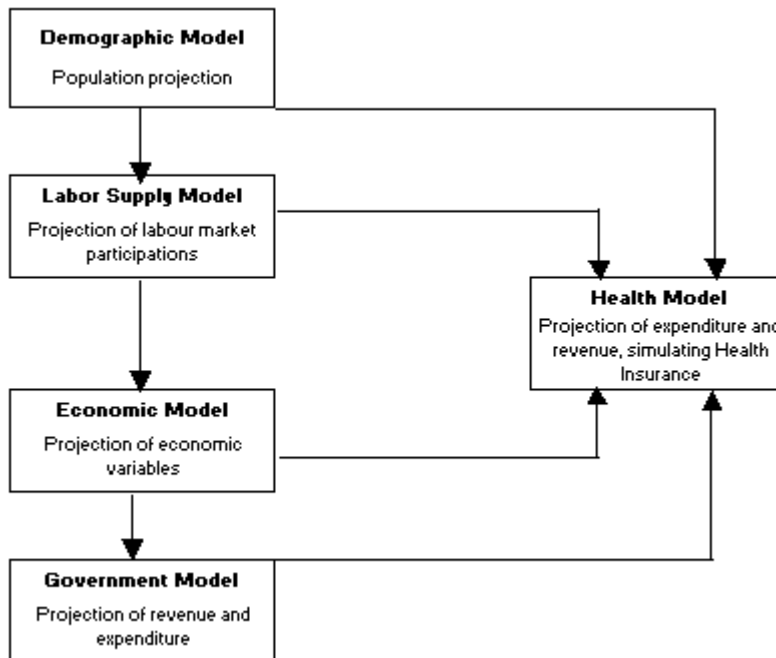 Demographic Model
Population projection
Labor Supply Model
Projection of labour market
participations
Health Model
Projection of expenditure and
revenue, simulating Health
Insurance
Economic Model
Projection of economic
variables
Government Model
Projection of revenue and
expenditure